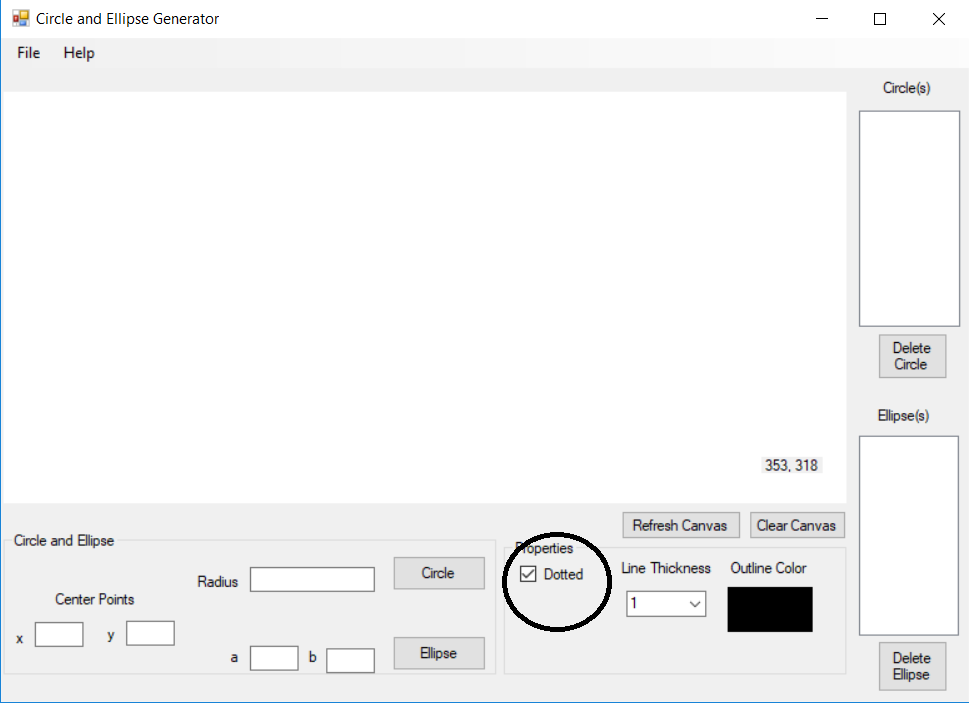 Circle and Ellipse Generator
File Help
Circle(s)
Delete
Circle
Ellipse(s)
353, 318
Refresh Canvas Clear Canvas
Circle and Ellipse
Properties
Radius
Circle
Dotted
Line Thickness
Outline Color
Center Points
1
x
y
a
b
Ellipse
Delete
Ellipse